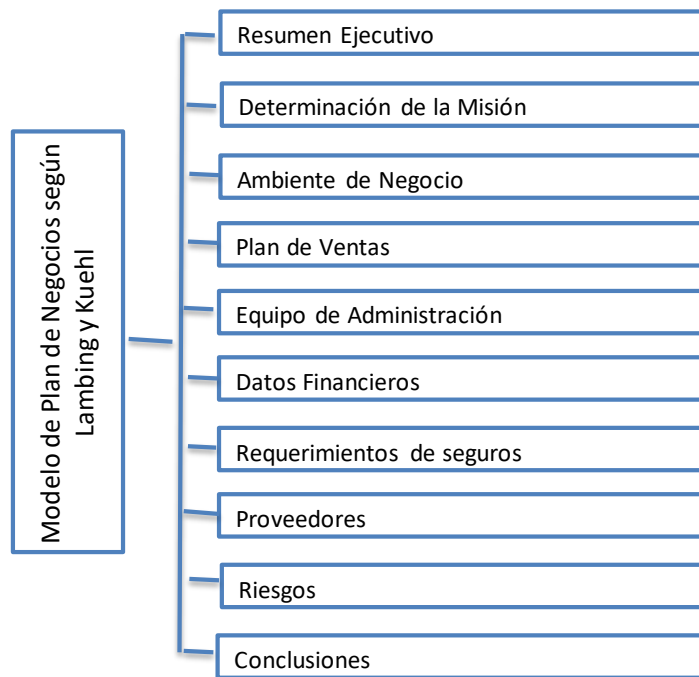 Modelo de Plan de Negocios según
Lambing y Kuehl
Resumen Ejecutivo
Determinación de la Misión
Ambiente de Negocio
Plan de Ventas
Equipo de Administración
Datos Financieros
Requerimientos de seguros
Proveedores
Riesgos
Conclusiones